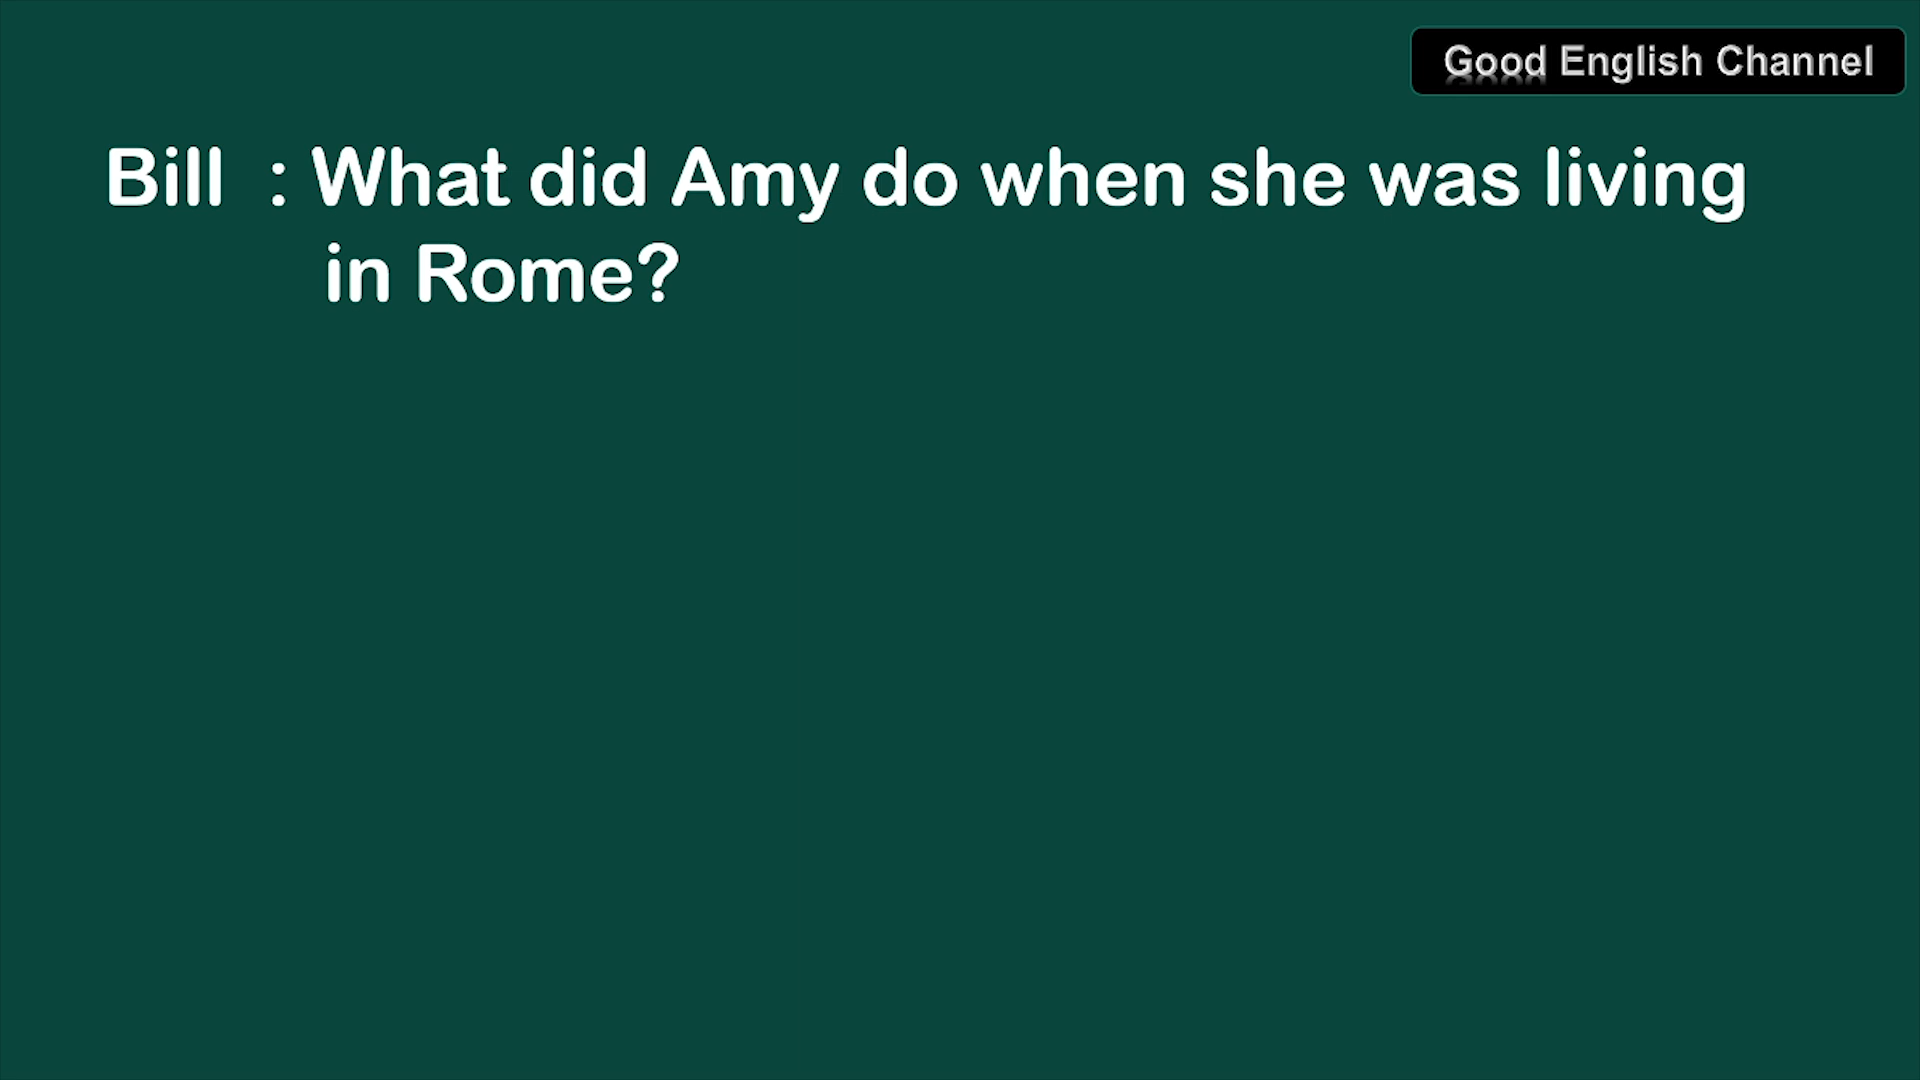 Good English Channel
Bill : What did Amy do when she was living
in Rome?